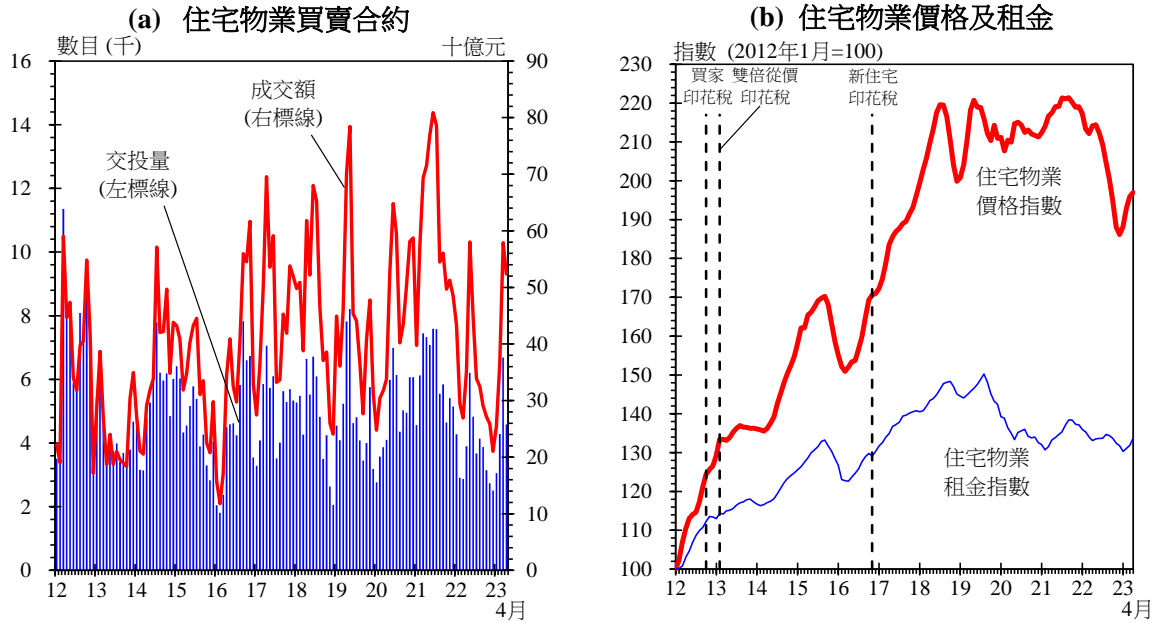 (a) 住宅物業買賣合約
數目 (千)
十億元
16
14
12
10
8
6
4
2
0
90
80
70
60
50
40
30
20
10
0
成交額
(右標線)
交投量
(左標線)
12 13 14 15 16 17 18 19 20 21 22 23
4月
(b) 住宅物業價格及租金
指數 (2012年1月=100)
230
220
210
200
190
180
170
160
150
140
130
120
110
100
買家
印花稅
雙倍從價
印花稅
新住宅
印花稅
住宅物業
價格指數
住宅物業
租金指數
12 13 14 15 16 17 18 19 20 21 22 23
4月